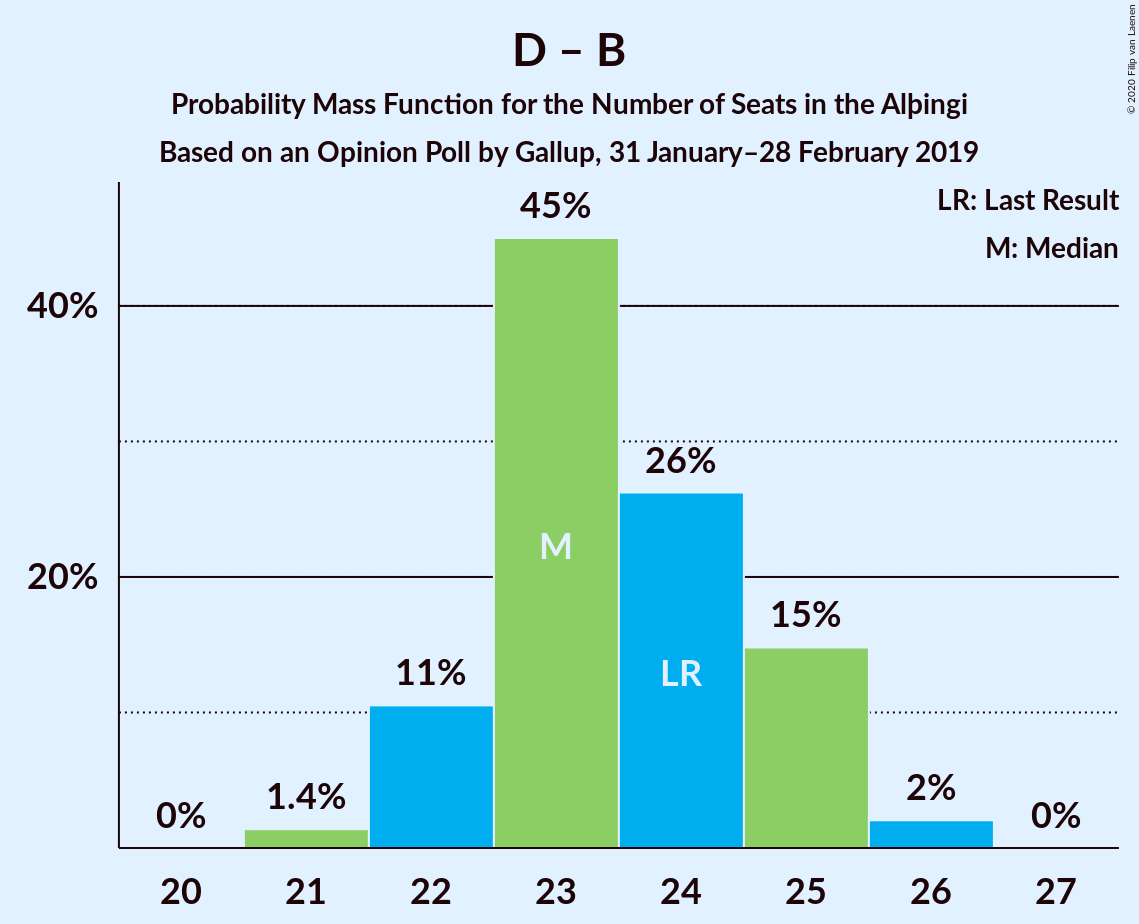 D – B
Probability Mass Function for the Number of Seats in the Alþingi
Based on an Opinion Poll by Gallup, 31 January–28 February 2019
© 2020 Filip van Laenen
LR: Last Result
M: Median
40%
20%
0%
1.4%
11%
45%
26%
15%
2%
0%
M
LR
20
21
22
23
24
25
26
27